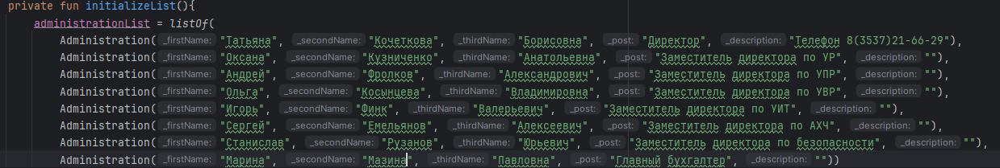 private fun initializeList(){
administrationList = listOf(
Administration( _firstName: "Татьяна", _secondName: "Кочеткова", _thirdName: "Борисовна", _post: "Директор", _description: "Телефон 8(3537)21-66-29"),
Administration( _firstName: "Оксана", _secondName: "Кузниченко", _thirdName: "Анатольевна", _post: "Заместитель директора по УР", _description: ""),
Administration( _firstName: "Андрей", _secondName: "Фролков", _thirdName: "Александрович", _post: "Заместитель директора по УПР", _description: ""),
Administration( _firstName: "Ольга", _secondName: "Косынцева", _thirdName: "Владимировна", _post: "Заместитель директора по УВР", _description: ""),
Administration( _firstName: "Игорь", _secondName: "Финк", _thirdName: "Валерьевич", _post: "Заместитель директора по УИТ", _description: ""),
Administration( _firstName: "Сергей", _secondName: "Емельянов", _thirdName: "Алексеевич", _post: "Заместитель директора по АХЧ", _description: ""),
Administration( _firstName: "Станислав", _secondName: "Рузанов", _thirdName: "Юрьевич", _post: "Заместитель директора по безопасности", _description: ""),
Administration( _firstName: "Марина", _secondName: "Мазина", _thirdName: "Павловна", _post: "Главный бухгалтер", _description: ""))